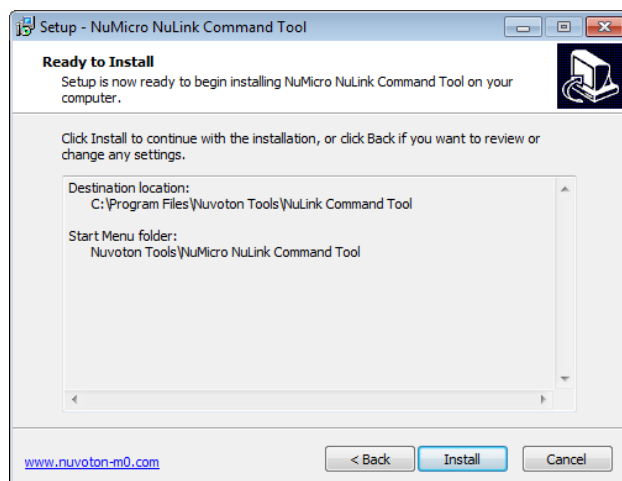 Setup - NuMicro NuLink Command Tool
Ready to Install
Setup is now ready to begin installing NuMicro NuLink Command Tool on your
computer.
Click Install to continue with the installation, or click Back if you want to review or
change any settings.
Destination location:
C:\Program Files\Nuvoton Tools\NuLink Command Tool
Start Menu folder:
Nuvoton Tools\NuMicro NuLink Command Tool
www.nuvoton-m0.com
< Back
Install
Cancel